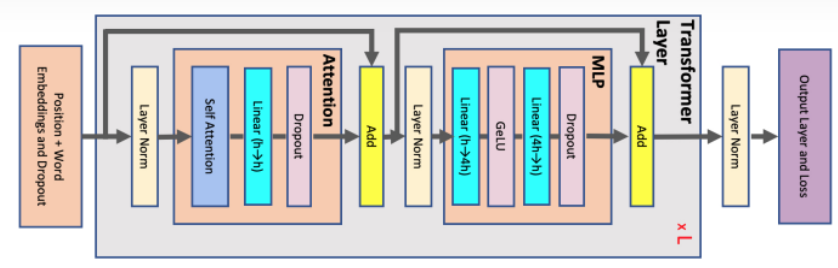 Position + Word
Embeddings and Dropout
Layer Norm
Self Attention
Linear (h→h)
Dropout
Attention
Add
Layer Norm
Linear (h→4h)
GeLU
Linear (4h→h)
Dropout
MLP
Add
Transformer
Layer
x L
Layer Norm
Output Layer and Loss